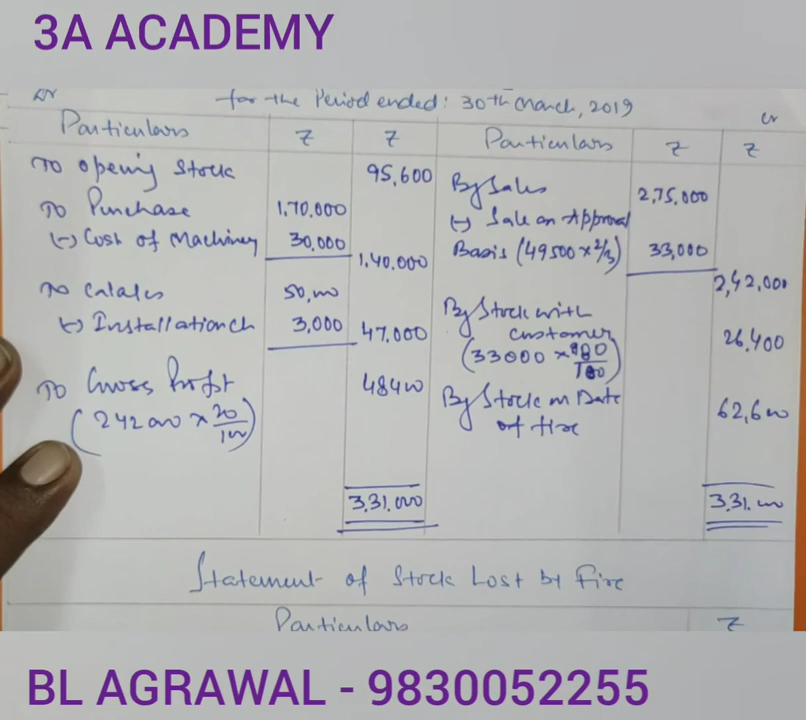 3A ACADEMY
Dr for the Period ended: 30th March, 2019 Cr
Particulars ₹ ₹ Particulars ₹ ₹
To Opening Stock 95,600
By Sales 2,75,000
To Purchase 1,70,000
(-) Sale on Approval
(-) Cost of Machinery 30,000
Basis (49500 × 2/3) 33,000
1,40,000
2,42,000
To 50,00
By Stock with
(-) Installation ch 3,000 47,000
customer 26,400
(33000 × 80/100)
To Gross Profit 48400
By Stock on Date 62,600
(242000 × 20/100)
of fire
3,31,000 3,31,00
Statement of Stock Lost by Fire
Particulars ₹
BL AGRAWAL - 9830052255